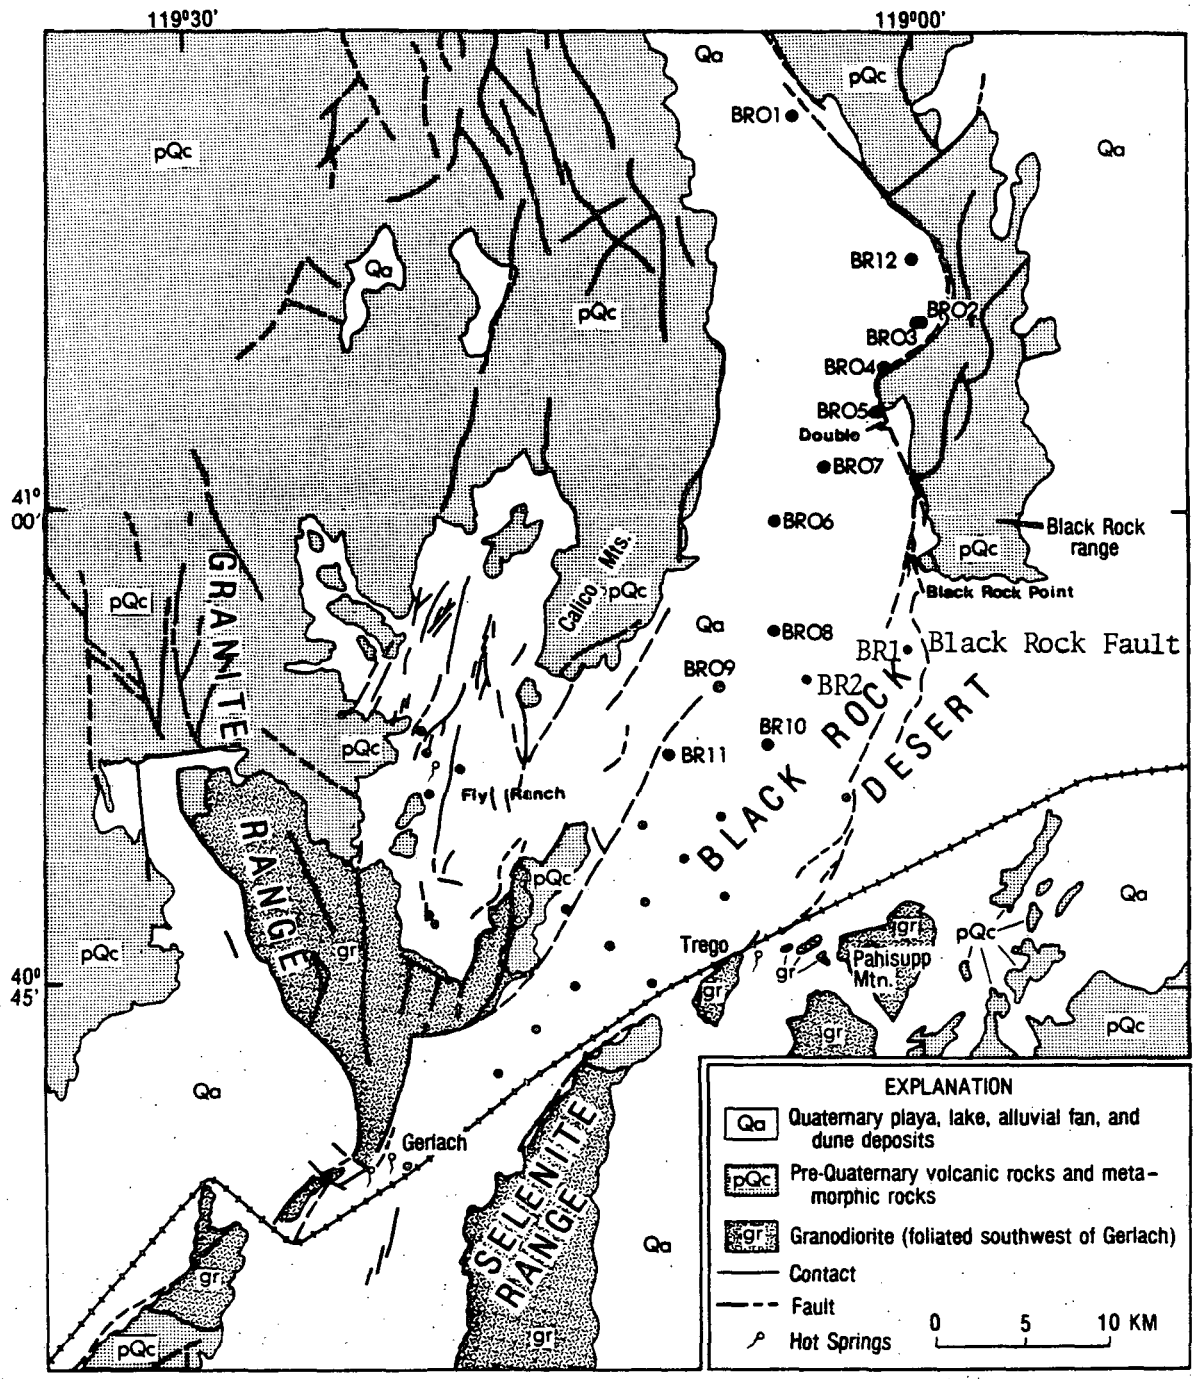 119°30'
119°00'
Qa
pQc
BRO1
pQc
Qa
BR12
Qa
pQc
BRO2
BRO3
BRO4
BRO5
Double
BRO7
41°
00'
BRO6
Black Rock
range
pQc
Calico Mts.
pQc
GRANITE
RANGE
pQc
Black Rock Point
Qa
BRO8
BR1
Black Rock Fault
BRO9
BR2
BLACK ROCK
DESERT
pQc
BR10
BR11
Fly Ranch
pQc
Qa
gr
pQc
pQc
Trego
gr
Pahisupp
Mtn.
gr
gr
40°
45'
gr
pQc
Qa
Gerlach
SELENITE
RANGE
Qa
gr
gr
pQc
EXPLANATION
Qa
Quaternary playa, lake, alluvial fan, and
dune deposits
pQc
Pre-Quaternary volcanic rocks and meta-
morphic rocks
gr
Granodiorite (foliated southwest of Gerlach)
Contact
Fault
Hot Springs
0 5 10 KM